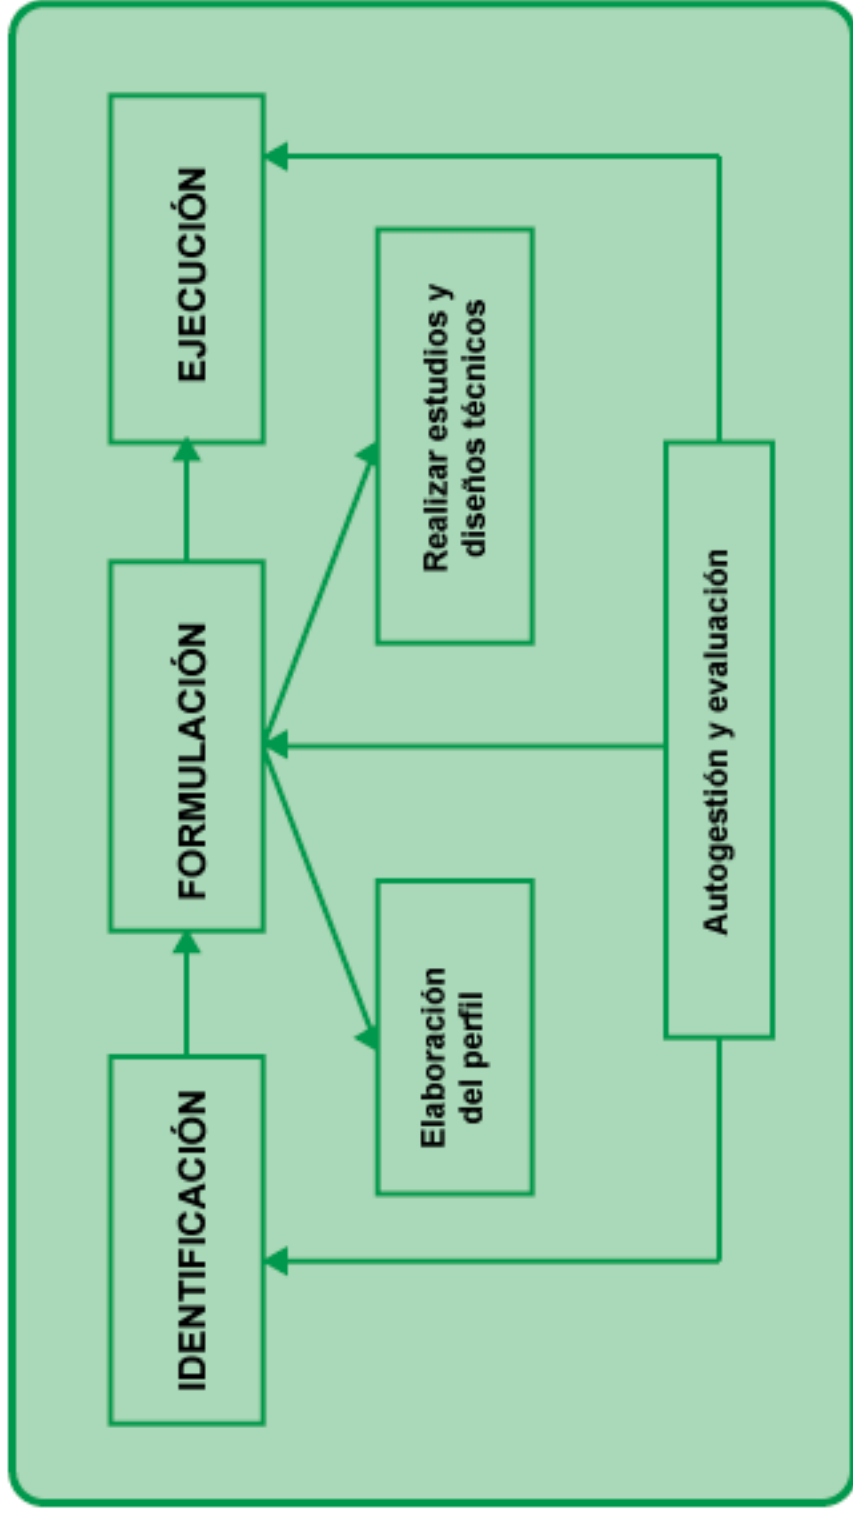 IDENTIFICACIÓN
FORMULACIÓN
EJECUCIÓN
Elaboración
del perfil
Realizar estudios y
diseños técnicos
Autogestión y evaluación